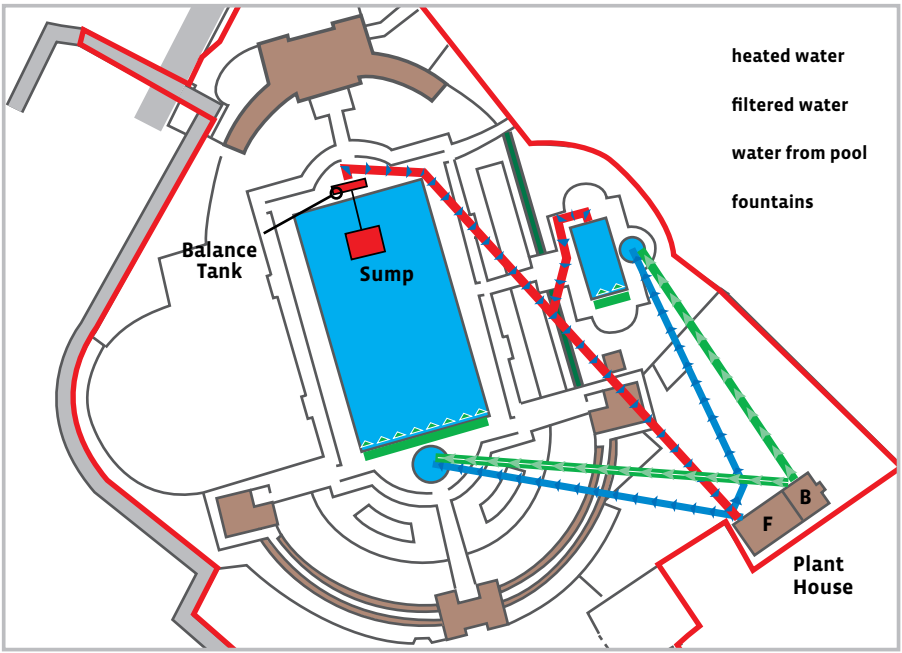 heated water
filtered water
water from pool
fountains
Balance
Tank
Sump
B
F
Plant
House